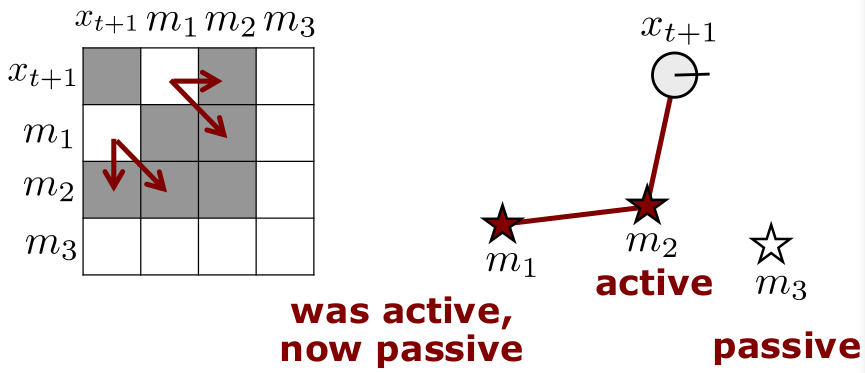 x_{t+1} m_1 m_2 m_3
x_{t+1}
m_1
m_2
m_3
x_{t+1}
m_1
m_2
m_3
was active,
now passive
active
passive